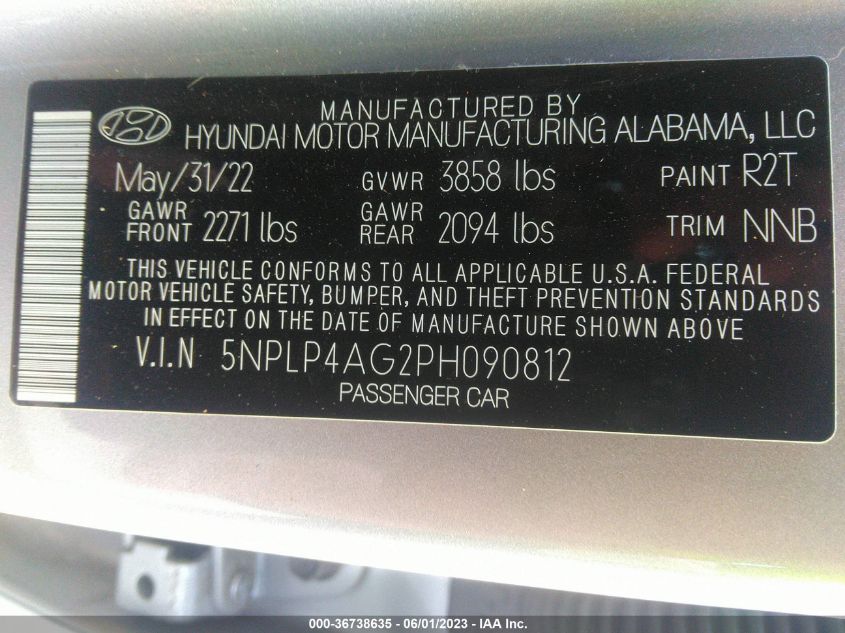 MANUFACTURED BY
HYUNDAI MOTOR MANUFACTURING ALABAMA, LLC
May/31/22 GVWR 3858 lbs PAINT R2T
GAWR FRONT 2271 lbs GAWR REAR 2094 lbs TRIM NNB
THIS VEHICLE CONFORMS TO ALL APPLICABLE U.S.A. FEDERAL
MOTOR VEHICLE SAFETY, BUMPER, AND THEFT PREVENTION STANDARDS
IN EFFECT ON THE DATE OF MANUFACTURE SHOWN ABOVE
V.I.N 5NPLP4AG2PH090812
PASSENGER CAR
000-36738635 - 06/01/2023 - IAA Inc.